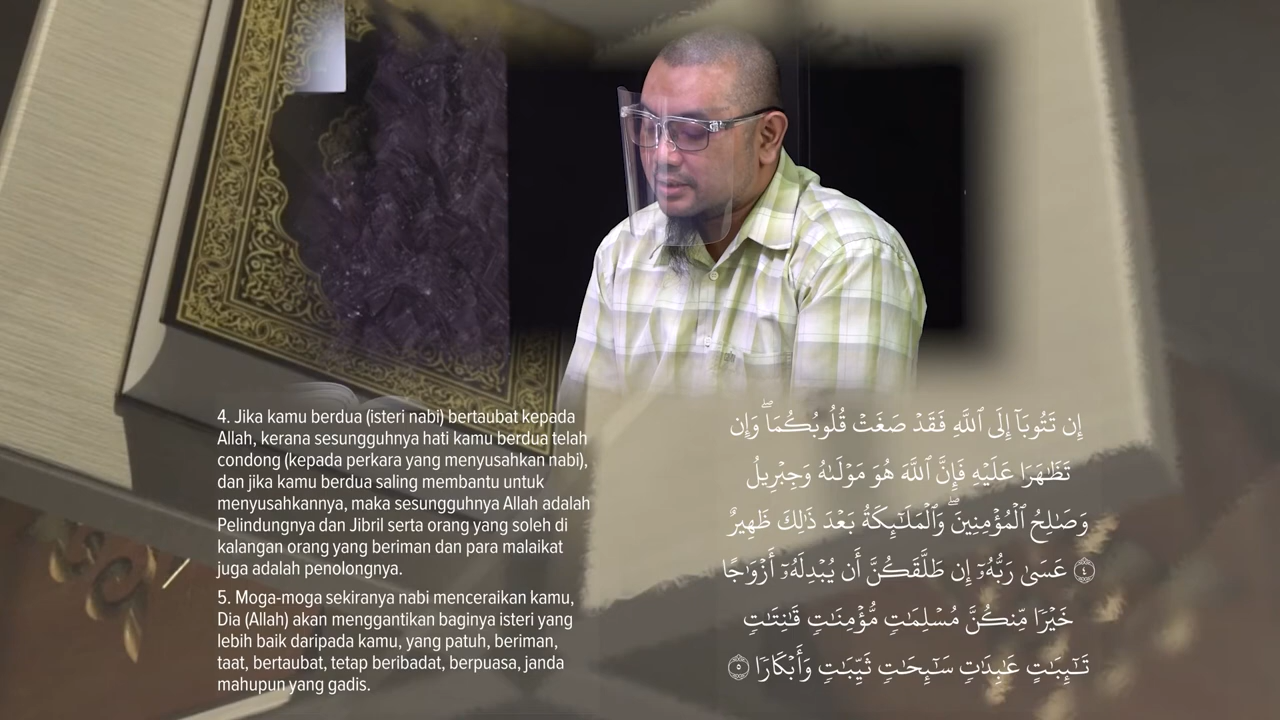 4. Jika kamu berdua (isteri nabi) bertaubat kepada
Allah, kerana sesungguhnya hati kamu berdua telah
condong (kepada perkara yang menyusahkan nabi),
dan jika kamu berdua saling membantu untuk
menyusahkannya, maka sesungguhnya Allah adalah
Pelindungnya dan Jibril serta orang yang soleh di
kalangan orang yang beriman dan para malaikat
juga adalah penolongnya.
5. Moga-moga sekiranya nabi menceraikan kamu,
Dia (Allah) akan menggantikan baginya isteri yang
lebih baik daripada kamu, yang patuh, beriman,
taat, bertaubat, tetap beribadat, berpuasa, janda
mahupun yang gadis.
إِن تَتُوبَآ إِلَى ٱللَّهِ فَقَدۡ صَغَتۡ قُلُوبُكُمَاۖ وَإِن
تَظَٰهَرَا عَلَيۡهِ فَإِنَّ ٱللَّهَ هُوَ مَوۡلَىٰهُ وَجِبۡرِيلُ
وَصَٰلِحُ ٱلۡمُؤۡمِنِينَۖ وَٱلۡمَلَٰٓئِكَةُ بَعۡدَ ذَٰلِكَ ظَهِيرٌ
٤ عَسَىٰ رَبُّهُۥٓ إِن طَلَّقَكُنَّ أَن يُبۡدِلَهُۥٓ أَزۡوَٰجًا
خَيۡرٗا مِّنكُنَّ مُسۡلِمَٰتٖ مُّؤۡمِنَٰتٖ قَٰنِتَٰتٖ
تَٰٓئِبَٰتٍ عَٰبِدَٰتٖ سَٰٓئِحَٰتٖ ثَيِّبَٰتٖ وَأَبۡكَارٗا ٥